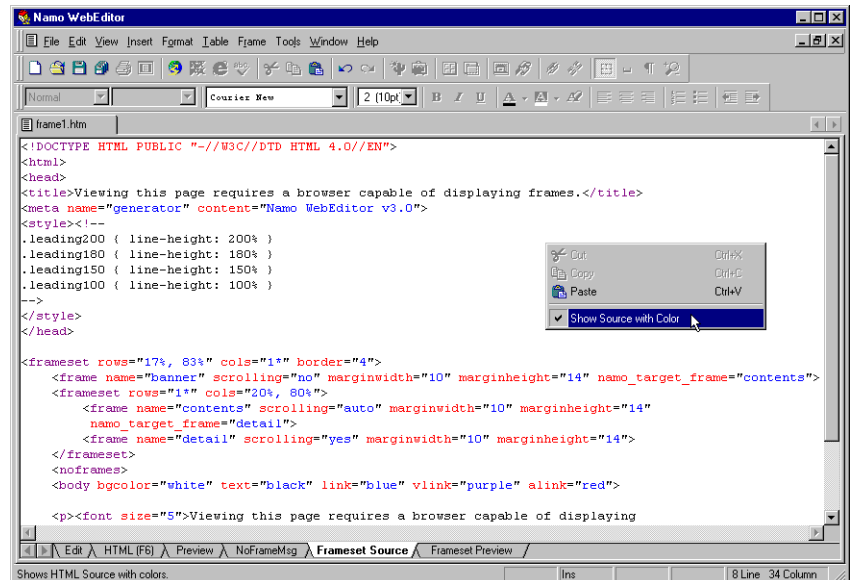 Namo WebEditor
File Edit View Insert Format Table Frame Tools Window Help
Normal Courier New 2 (10pt B I U A A
frame1.htm
<!DOCTYPE HTML PUBLIC "-//W3C//DTD HTML 4.0//EN">
<html>
<head>
<title>Viewing this page requires a browser capable of displaying frames.</title>
<meta name="generator" content="Namo WebEditor v3.0">
<style><!--
.leading200 { line-height: 200% }
.leading180 { line-height: 180% }
.leading150 { line-height: 150% }
.leading100 { line-height: 100% }
-->
</style>
</head>
Cut Ctrl+X
Copy Ctrl+C
Paste Ctrl+V
Show Source with Color
<frameset rows="17%, 83%" cols="1*" border="4">
<frame name="banner" scrolling="no" marginwidth="10" marginheight="14" namo_target_frame="contents">
<frameset rows="1*" cols="20%, 80%">
<frame name="contents" scrolling="auto" marginwidth="10" marginheight="14"
namo_target_frame="detail">
<frame name="detail" scrolling="yes" marginwidth="10" marginheight="14">
</frameset>
<noframes>
<body bgcolor="white" text="black" link="blue" vlink="purple" alink="red">
<p><font size="5">Viewing this page requires a browser capable of displaying
Edit HTML (F6) Preview NoFrameMsg Frameset Source Frameset Preview
Shows HTML Source with colors. Ins 8 Line 34 Column